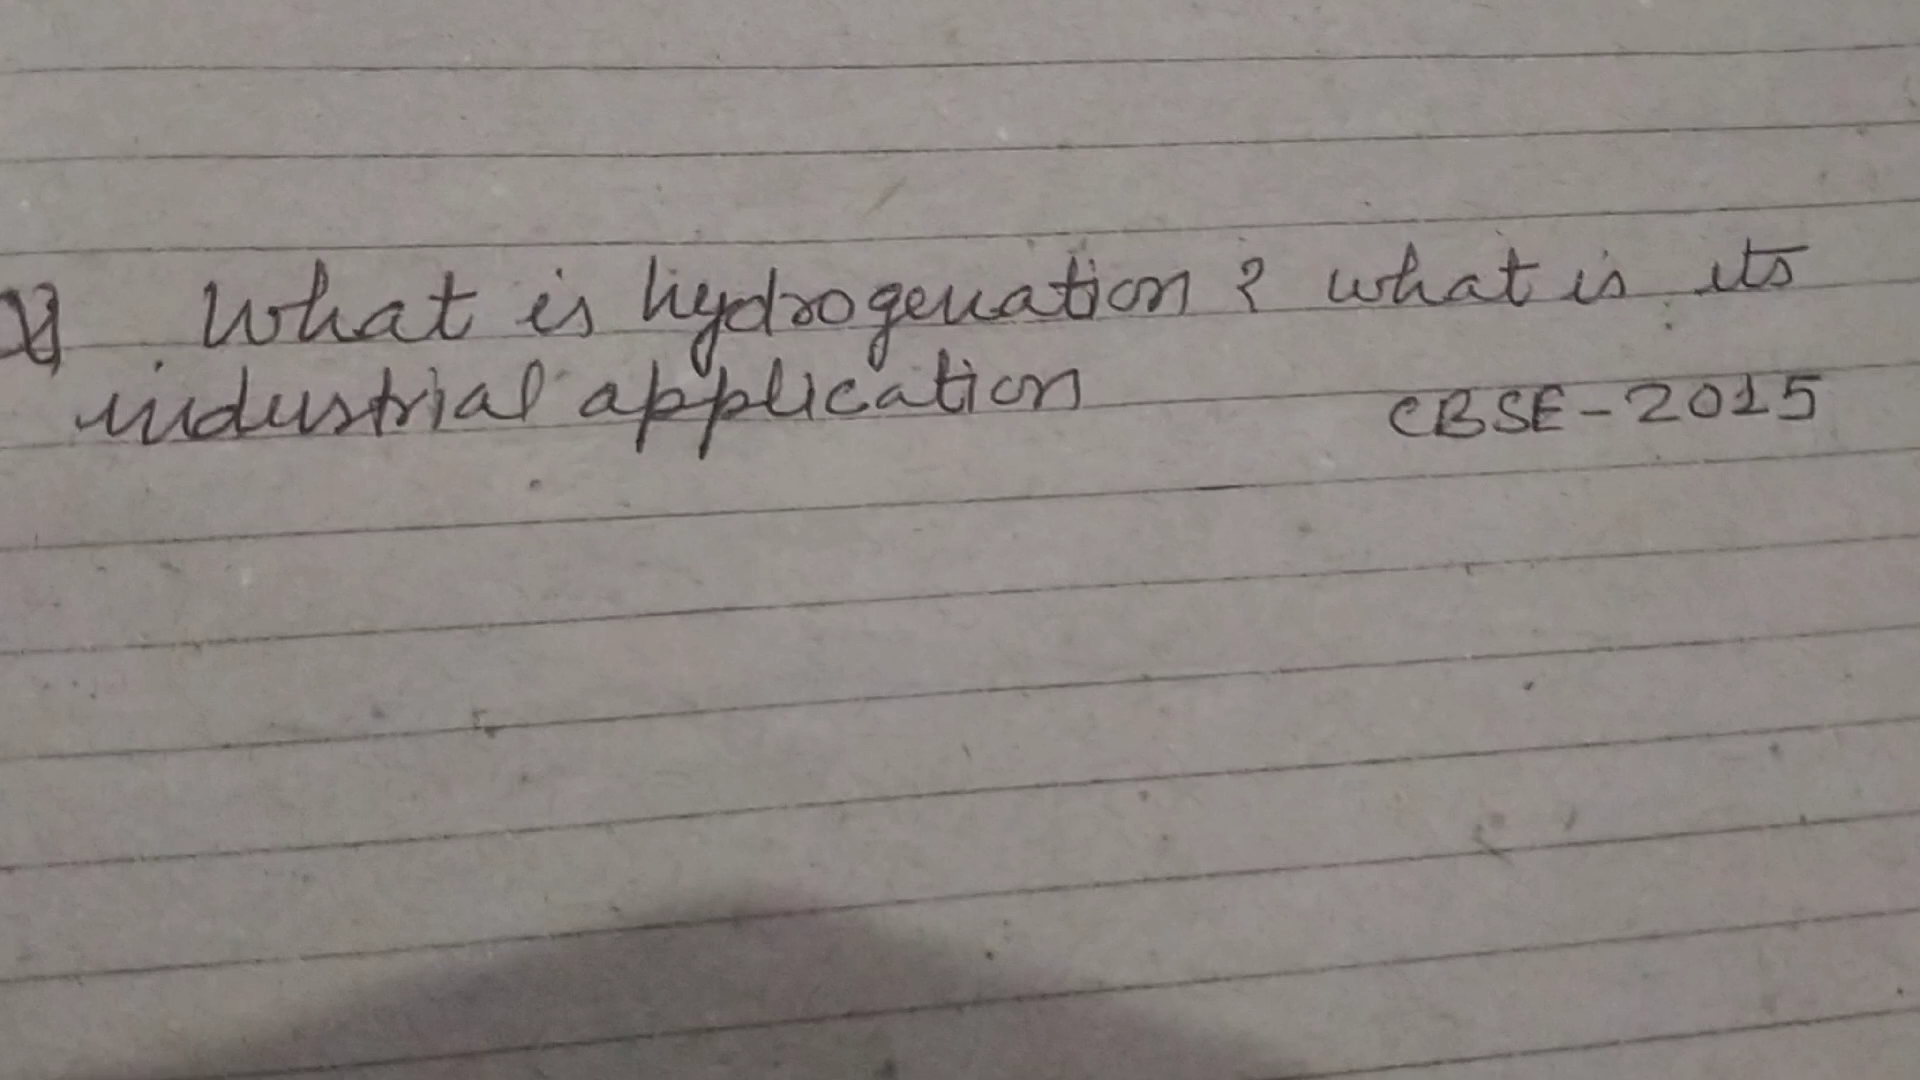 What is hydrogenation? what is its
industrial application CBSE-2015